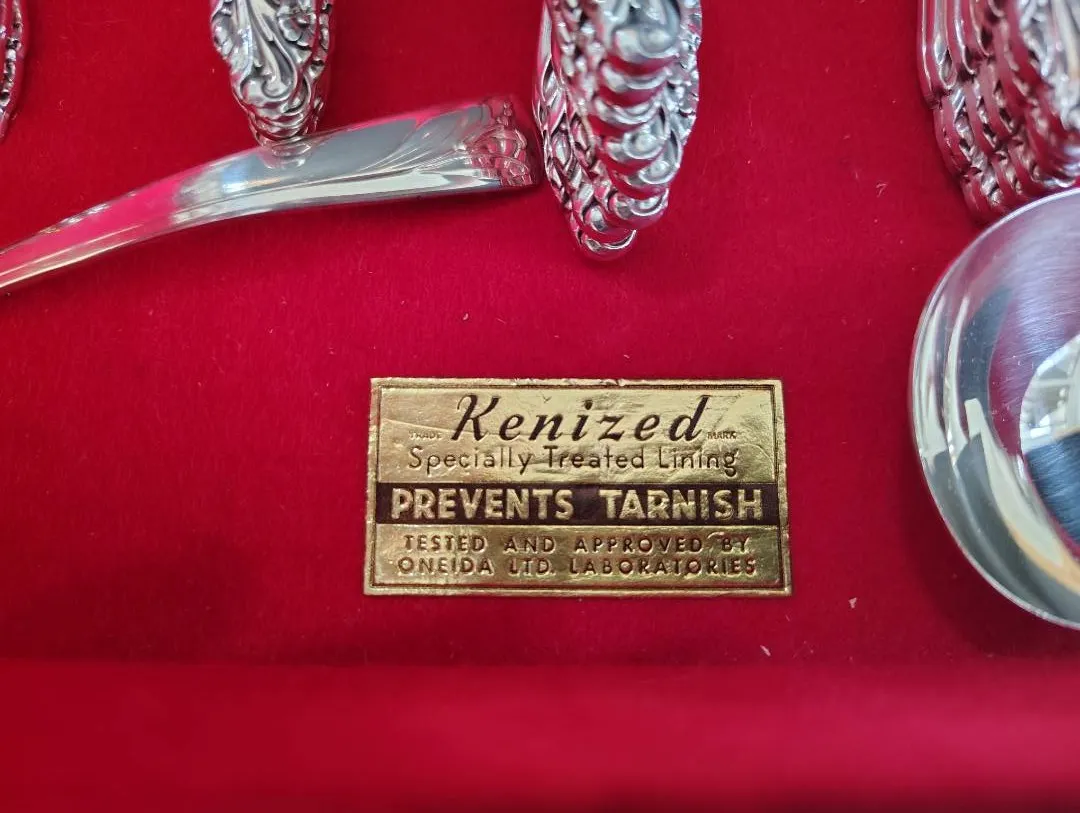 Kenized
TRADE MARK
Specially Treated Lining
PREVENTS TARNISH
TESTED AND APPROVED BY
ONEIDA LTD. LABORATORIES